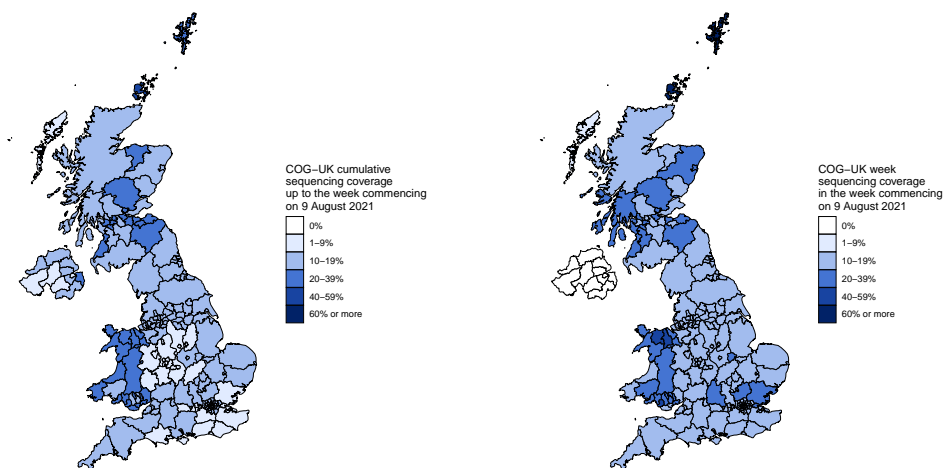 COG−UK cumulative
sequencing coverage
up to the week commencing
on 9 August 2021
0%
1−9%
10−19%
20−39%
40−59%
60% or more
COG−UK week
sequencing coverage
in the week commencing
on 9 August 2021
0%
1−9%
10−19%
20−39%
40−59%
60% or more